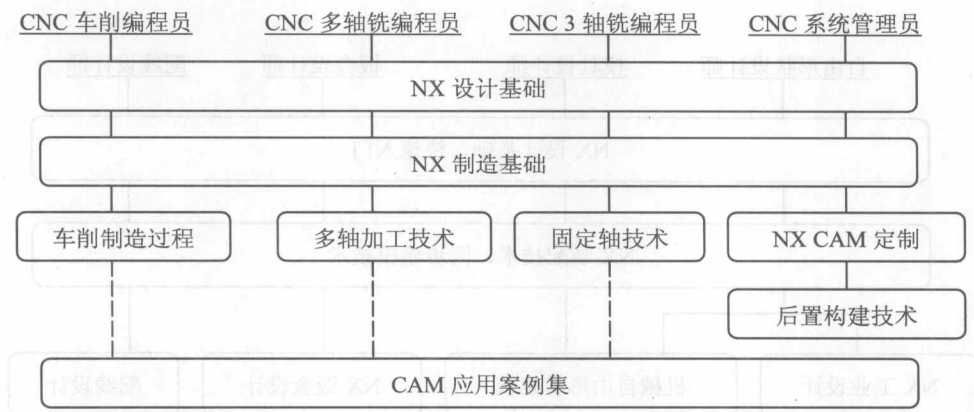 CNC 车削编程员 CNC 多轴铣编程员 CNC 3 轴铣编程员 CNC 系统管理员
NX 设计基础
NX 制造基础
车削制造过程 多轴加工技术 固定轴技术 NX CAM 定制
后置构建技术
CAM 应用案例集